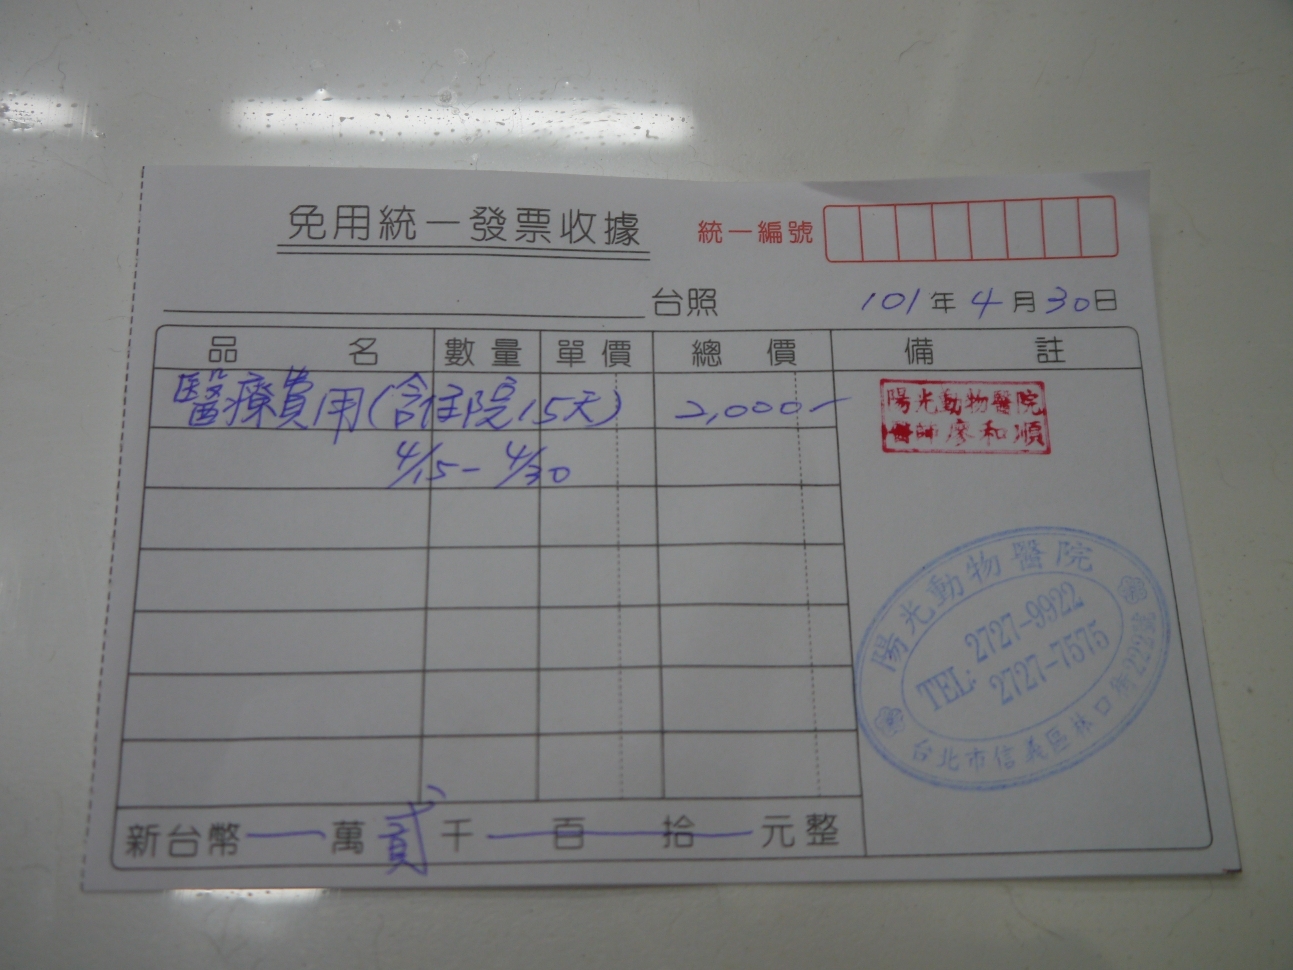 免用統一發票收據
統一編號
台照
101年4月30日
品名 數量 單價 總價 備註
醫療費用(含住院15天) 2,000-
4/15-4/30
陽光動物醫院
醫師廖和順
陽光動物醫院
TEL: 2727-9922
2727-7575
台北市信義區林口街222號
新台幣—萬貳千—百—拾—元整